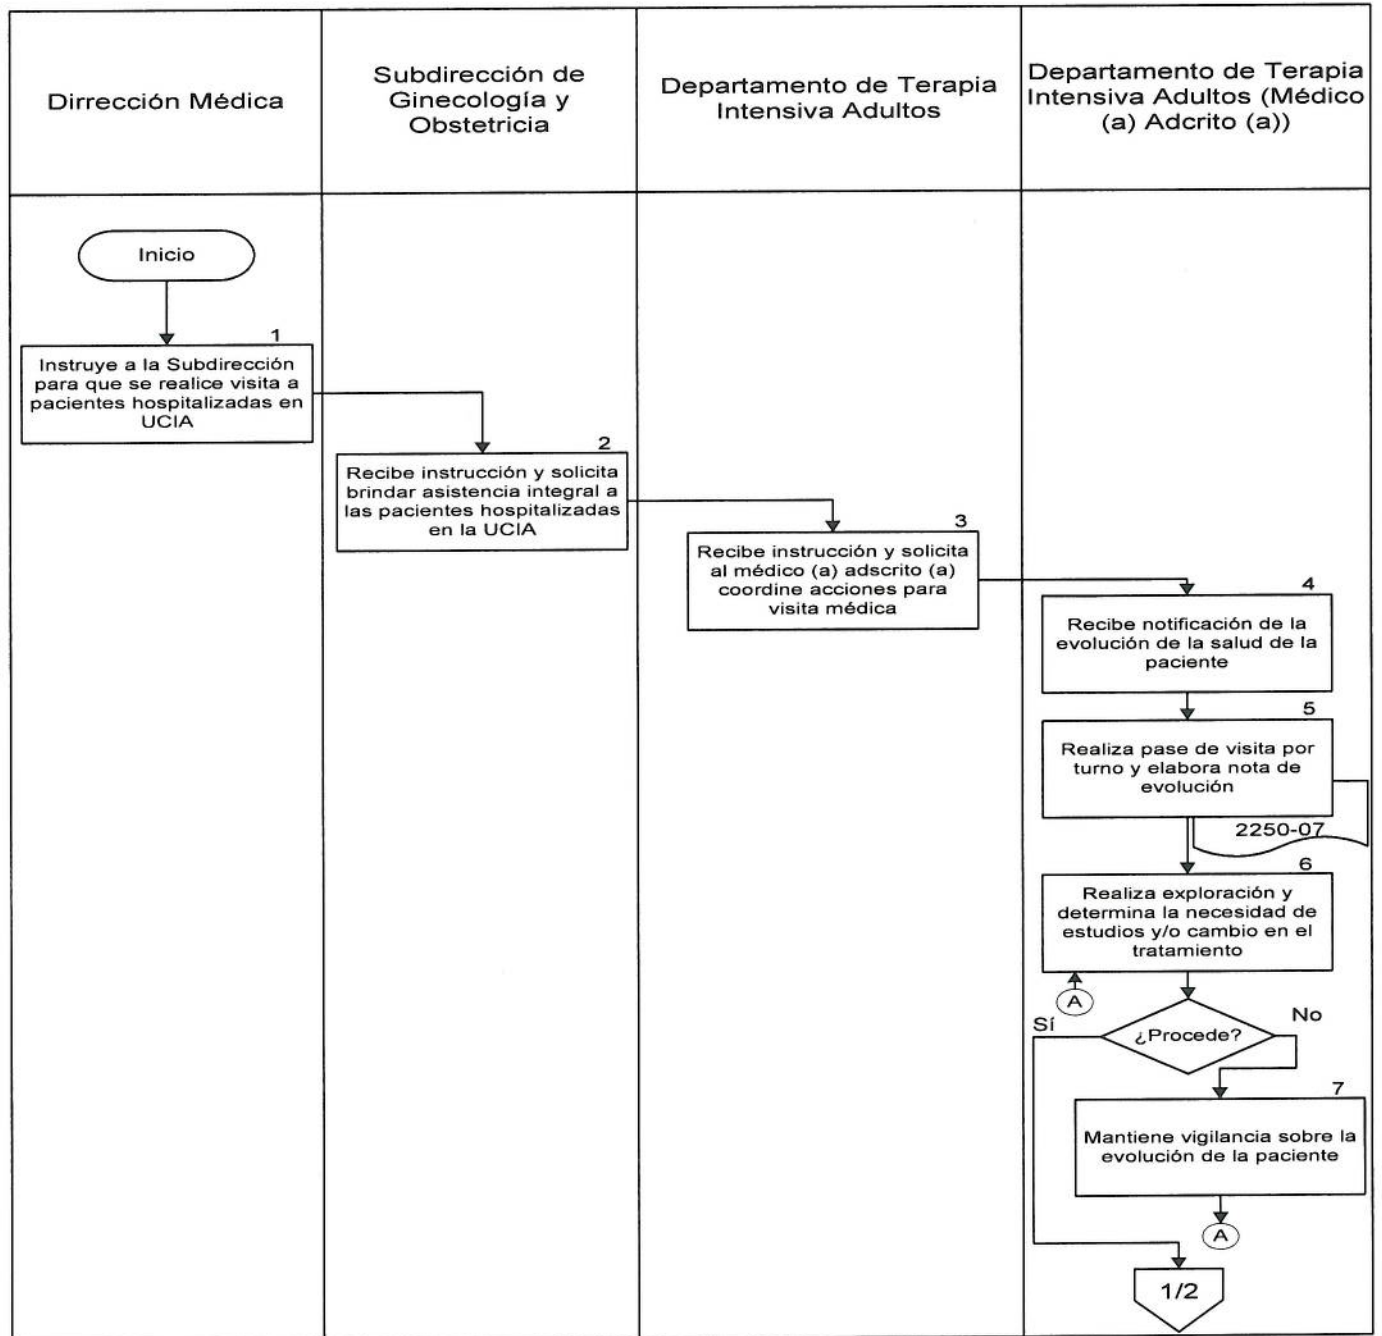 Dirrección Médica
Subdirección de
Ginecología y
Obstetricia
Departamento de Terapia
Intensiva Adultos
Departamento de Terapia
Intensiva Adultos (Médico
(a) Adcrito (a))
Inicio
1
Instruye a la Subdirección
para que se realice visita a
pacientes hospitalizadas en
UCIA
2
Recibe instrucción y solicita
brindar asistencia integral a
las pacientes hospitalizadas
en la UCIA
3
Recibe instrucción y solicita
al médico (a) adscrito (a)
coordine acciones para
visita médica
4
Recibe notificación de la
evolución de la salud de la
paciente
5
Realiza pase de visita por
turno y elabora nota de
evolución
2250-07
6
Realiza exploración y
determina la necesidad de
estudios y/o cambio en el
tratamiento
A
Sí
¿Procede?
No
7
Mantiene vigilancia sobre la
evolución de la paciente
A
1/2